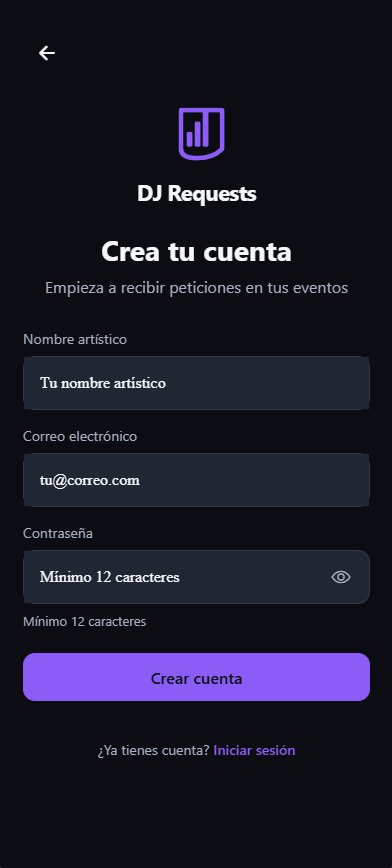 DJ Requests
Crea tu cuenta
Empieza a recibir peticiones en tus eventos
Nombre artístico
Tu nombre artístico
Correo electrónico
tu@correo.com
Contraseña
Mínimo 12 caracteres
Mínimo 12 caracteres
Crear cuenta
¿Ya tienes cuenta? Iniciar sesión